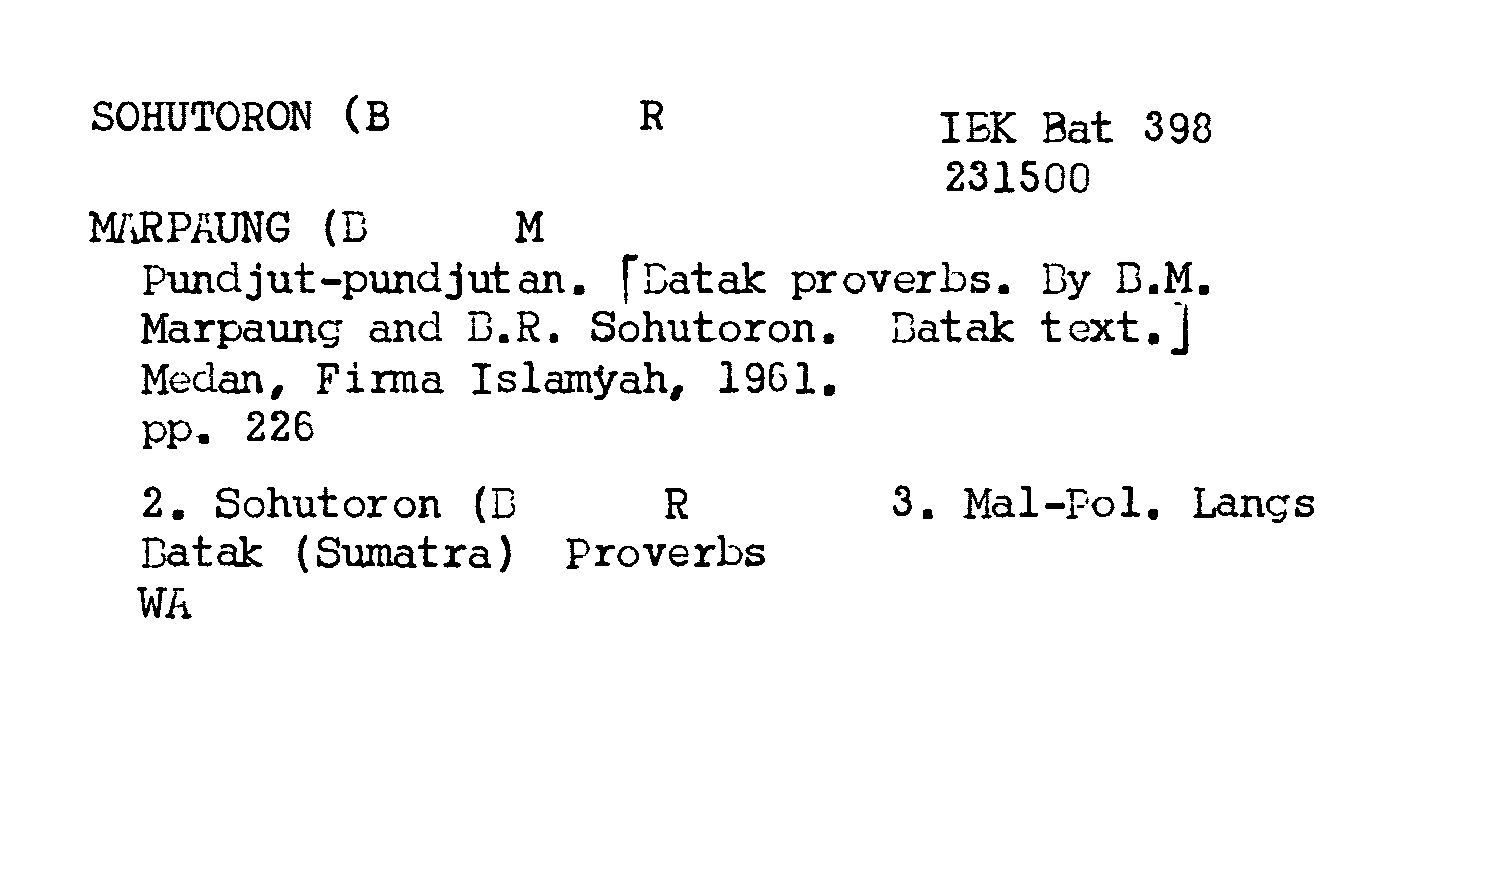 SOHUTORON (B R
IBK Bat 398
231500
MARPAUNG (B M
Pundjut-pundjutan. [Batak proverbs. By B.M.
Marpaung and B.R. Sohutoron. Batak text.]
Medan, Firma Islamyah, 1961.
pp. 226
2. Sohutoron (B R 3. Mal-Pol. Langs
Batak (Sumatra) Proverbs
WA